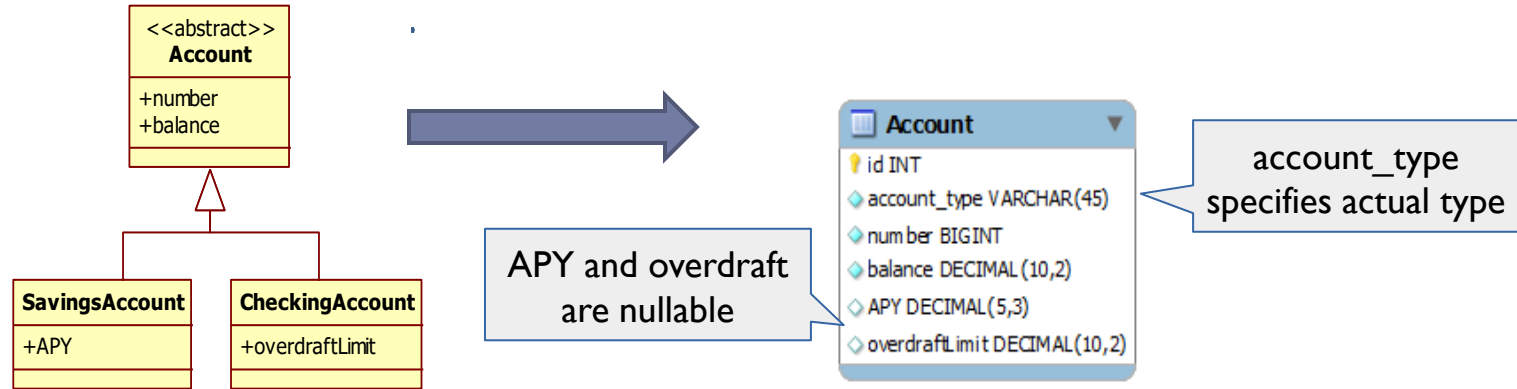 <<abstract>>
Account
+number
+balance
SavingsAccount
+APY
CheckingAccount
+overdraftLimit
Account
id INT
account_type VARCHAR(45)
number BIGINT
balance DECIMAL(10,2)
APY DECIMAL(5,3)
overdraftLimit DECIMAL(10,2)
APY and overdraft
are nullable
account_type
specifies actual type